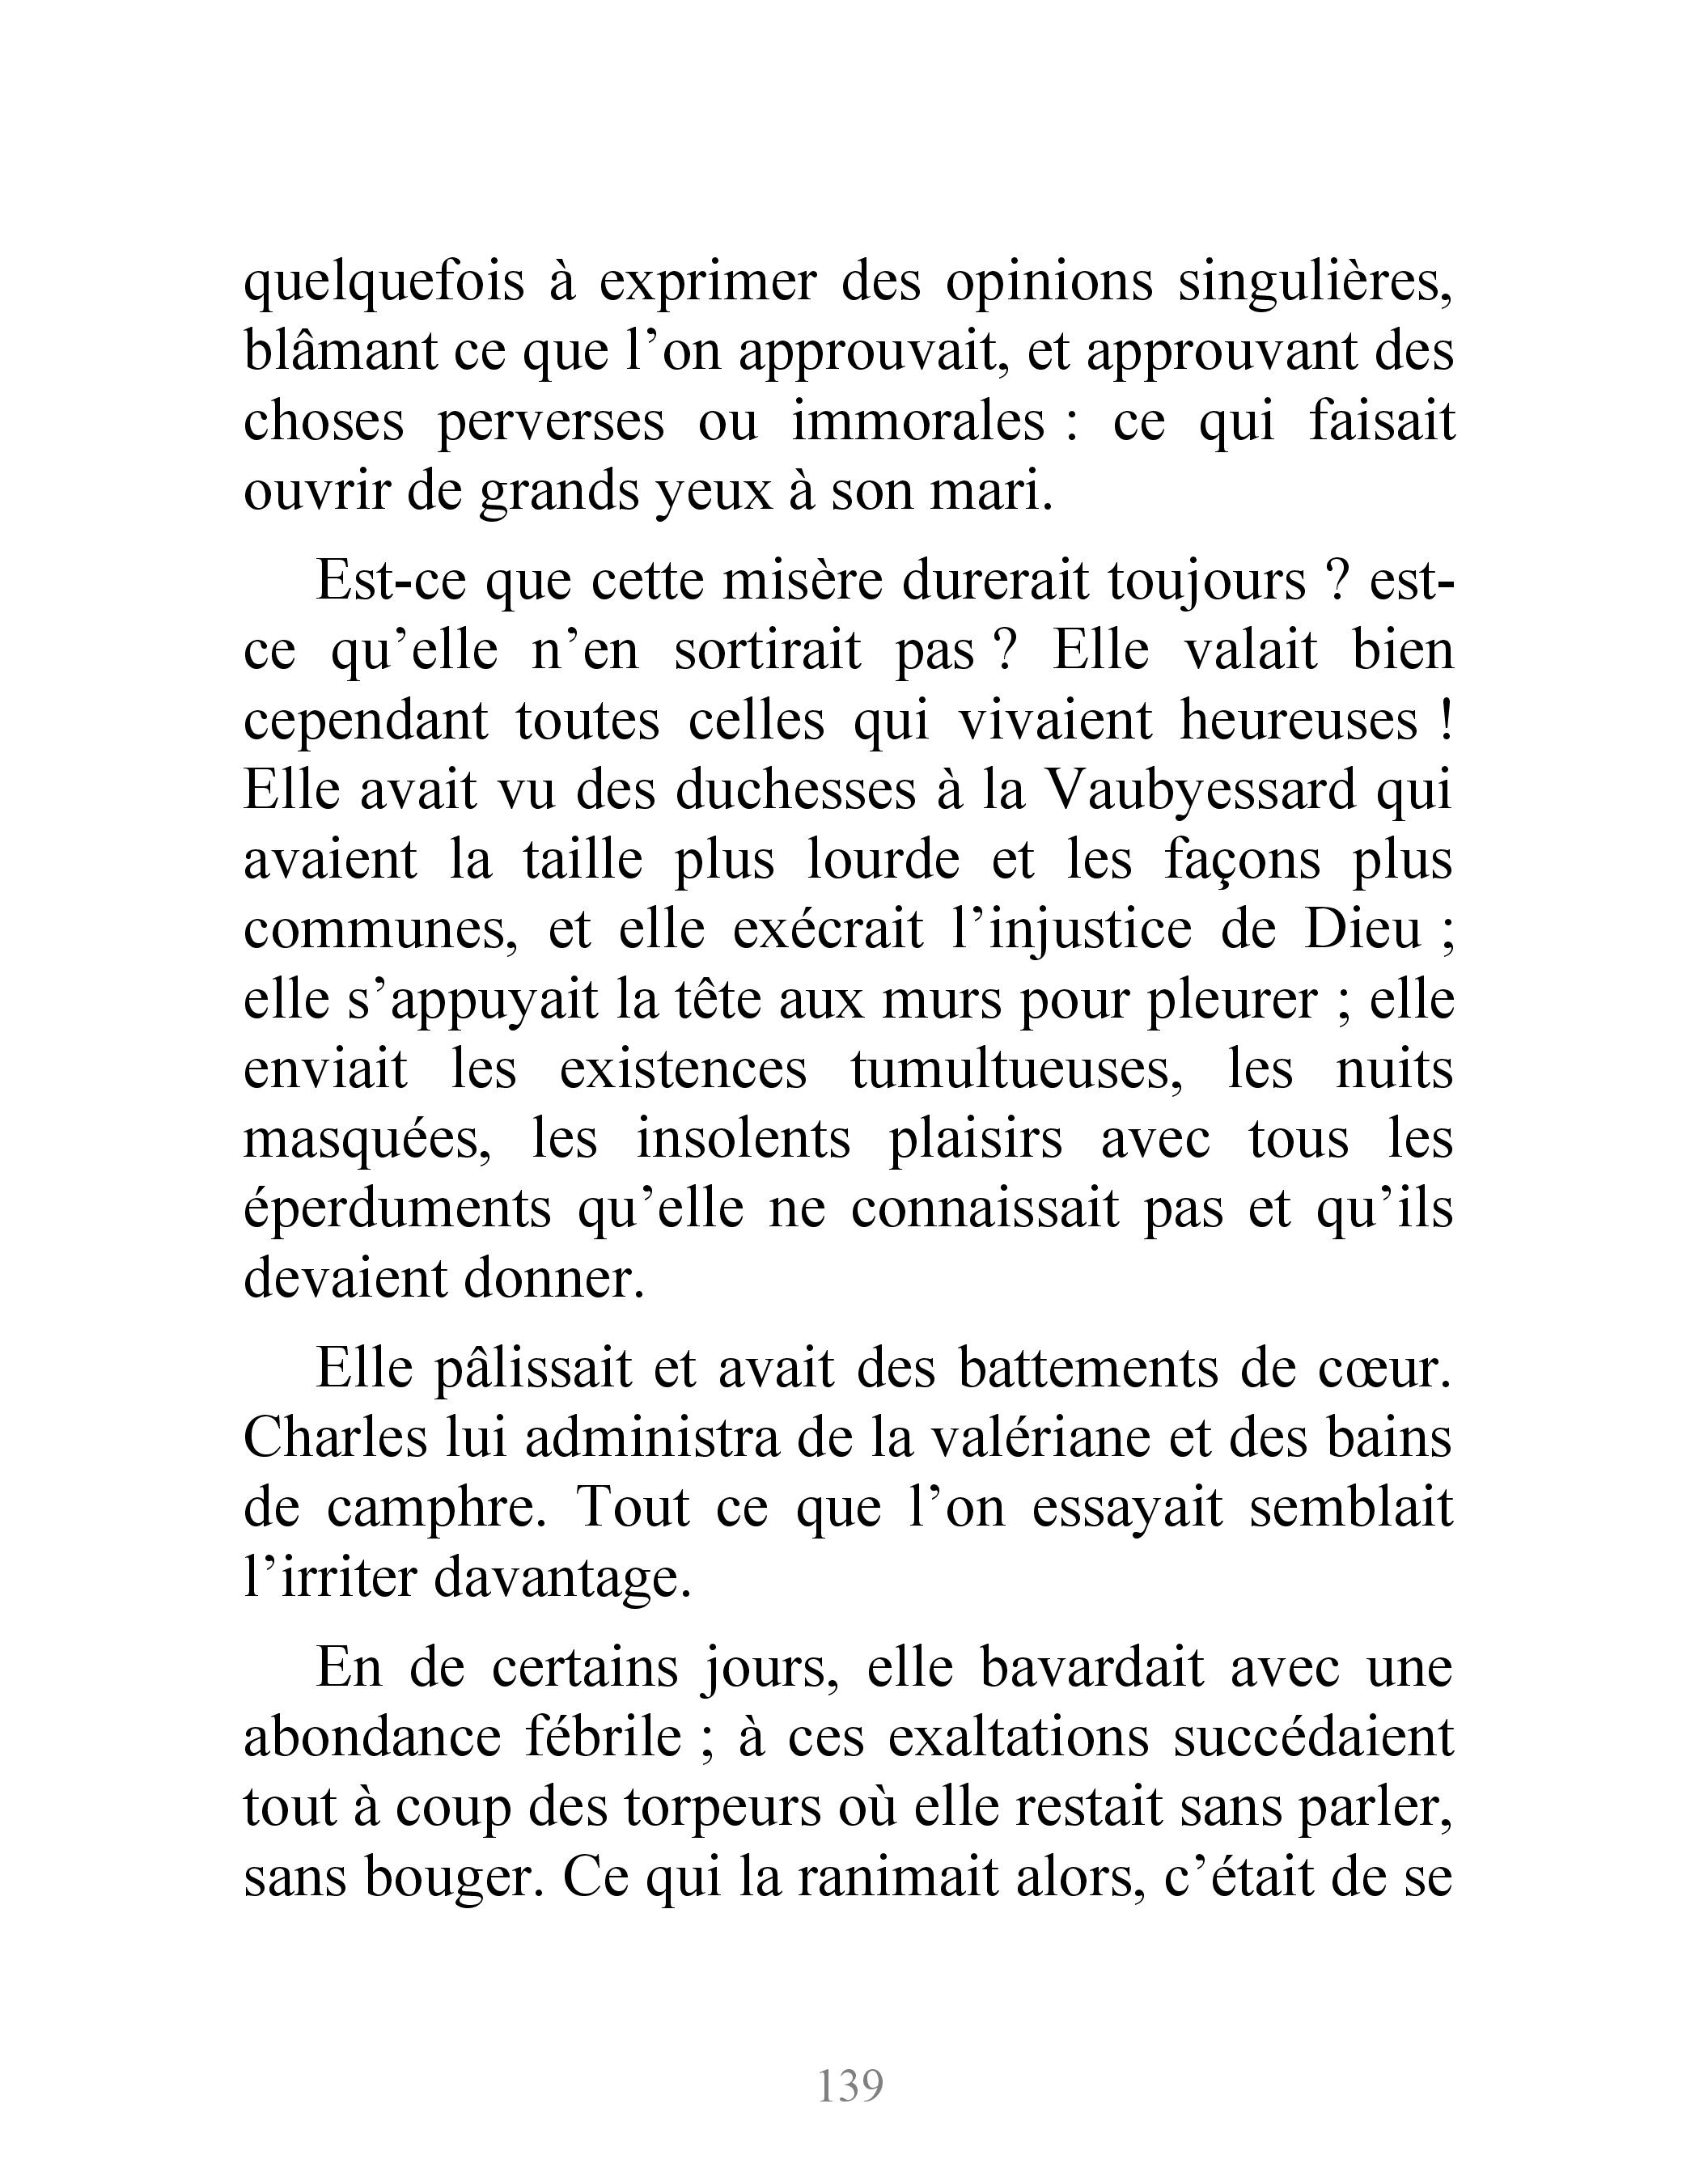 quelquefois à exprimer des opinions singulières,
blâmant ce que l’on approuvait, et approuvant des
choses perverses ou immorales : ce qui faisait
ouvrir de grands yeux à son mari.
Est-ce que cette misère durerait toujours ? est-
ce qu’elle n’en sortirait pas ? Elle valait bien
cependant toutes celles qui vivaient heureuses !
Elle avait vu des duchesses à la Vaubyessard qui
avaient la taille plus lourde et les façons plus
communes, et elle exécrait l’injustice de Dieu ;
elle s’appuyait la tête aux murs pour pleurer ; elle
enviait les existences tumultueuses, les nuits
masquées, les insolents plaisirs avec tous les
éperduments qu’elle ne connaissait pas et qu’ils
devaient donner.
Elle pâlissait et avait des battements de cœur.
Charles lui administra de la valériane et des bains
de camphre. Tout ce que l’on essayait semblait
l’irriter davantage.
En de certains jours, elle bavardait avec une
abondance fébrile ; à ces exaltations succédaient
tout à coup des torpeurs où elle restait sans parler,
sans bouger. Ce qui la ranimait alors, c’était de se
139